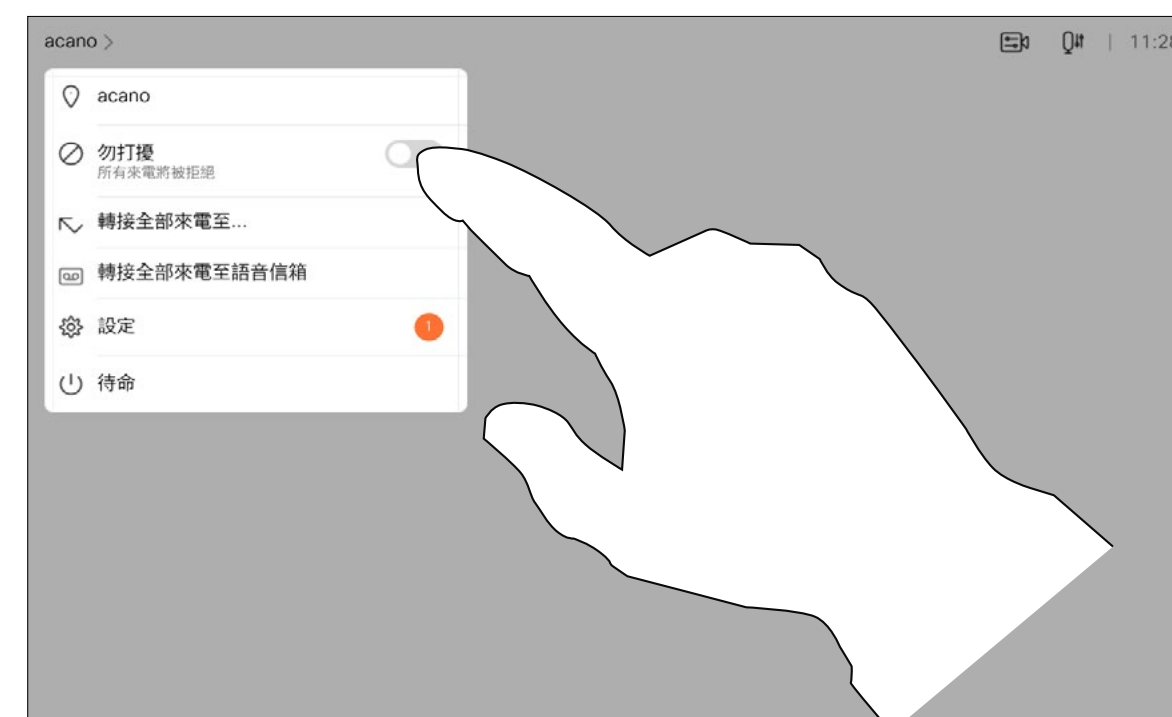 acano >
11:28
acano
勿打擾
所有來電將被拒絕
轉接全部來電至...
轉接全部來電至語音信箱
設定
1
待命